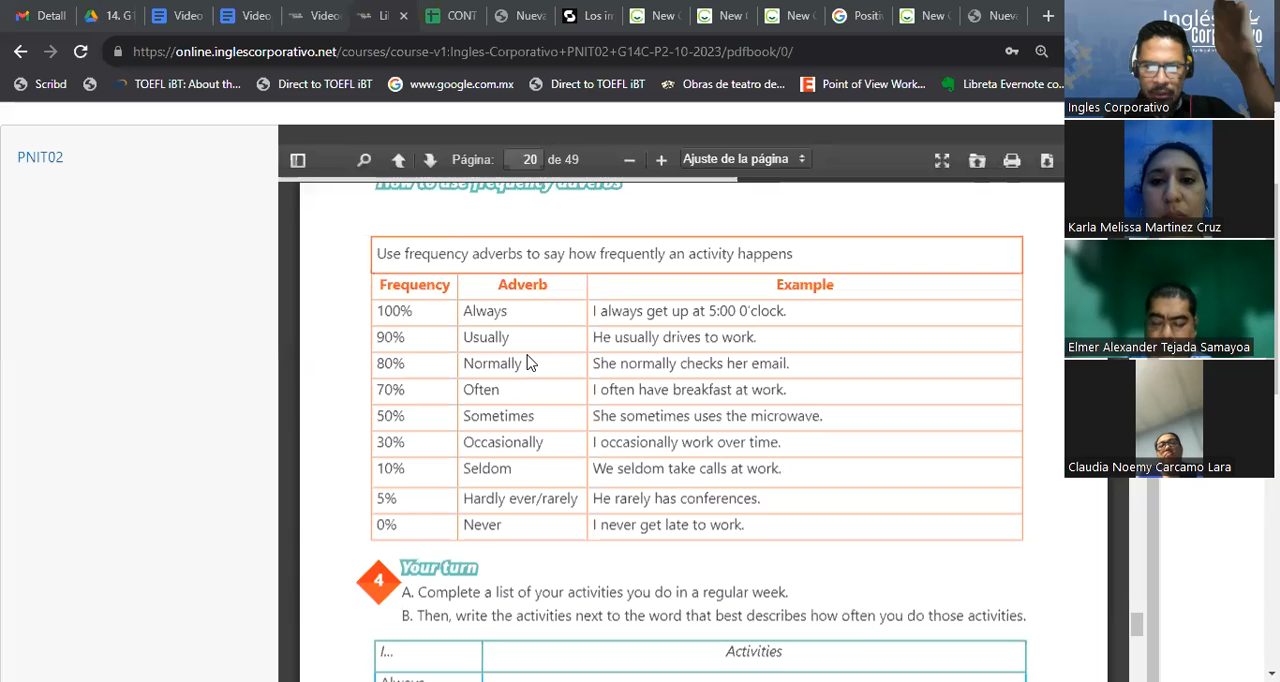 Detall
14. G1
Video
Video
Video
Li
CONT
Nueva
Los in
New C
New C
New C
Positi
New C
Nueva
https://online.inglescorporativo.net/courses/course-v1:Ingles-Corporativo+PNIT02+G14C-P2-10-2023/pdfbook/0/
Scribd
TOEFL iBT: About th...
Direct to TOEFL iBT
www.google.com.mx
Direct to TOEFL iBT
Obras de teatro de...
Point of View Work...
Libreta Evernote co
PNIT02
Página: 20 de 49
Ajuste de la página
How to use frequency adverbs
Use frequency adverbs to say how frequently an activity happens
Frequency Adverb Example
100% Always I always get up at 5:00 0'clock.
90% Usually He usually drives to work.
80% Normally She normally checks her email.
70% Often I often have breakfast at work.
50% Sometimes She sometimes uses the microwave.
30% Occasionally I occasionally work over time.
10% Seldom We seldom take calls at work.
5% Hardly ever/rarely He rarely has conferences.
0% Never I never get late to work.
4 Your turn
A. Complete a list of your activities you do in a regular week.
B. Then, write the activities next to the word that best describes how often you do those activities.
I... Activities
Always
Inglés
Corporativo
Ingles Corporativo
Karla Melissa Martinez Cruz
Elmer Alexander Tejada Samayoa
Claudia Noemy Carcamo Lara